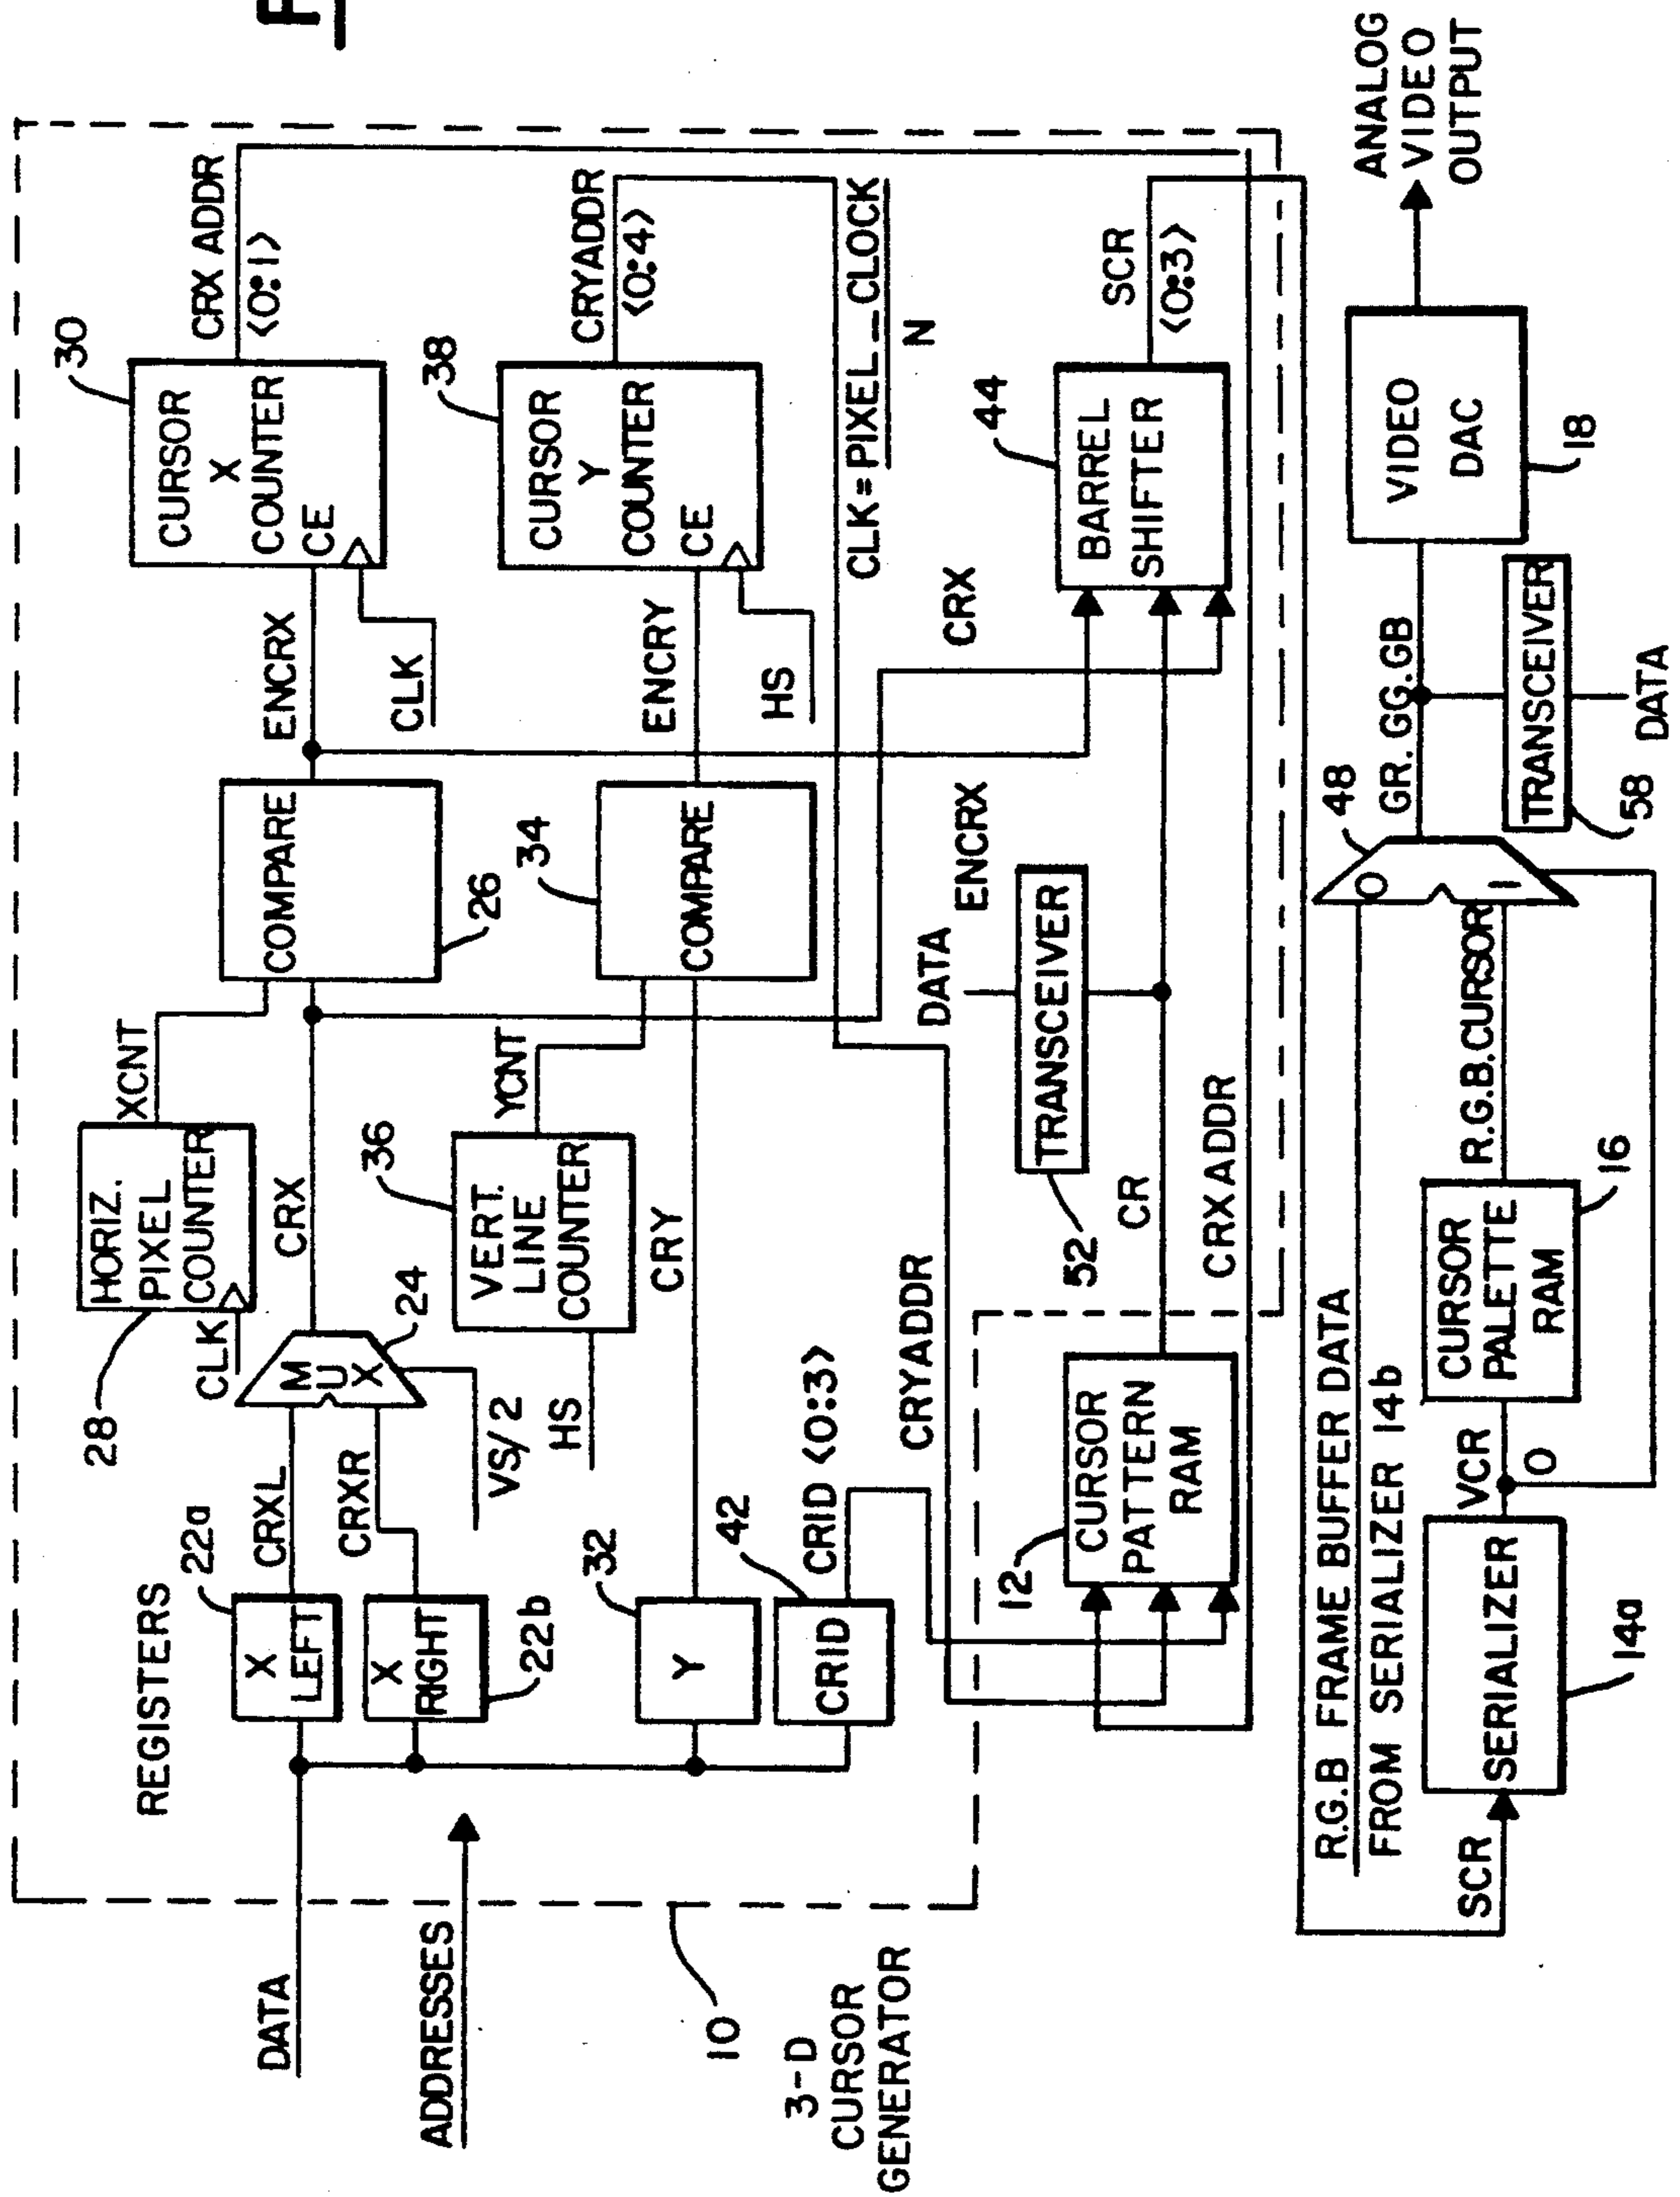 REGISTERS
DATA
ADDRESSES
10
3-D
CURSOR
GENERATOR
X
LEFT
22a
X
RIGHT
22b
Y
32
CRID
42
CRXL
CRXR
MUX
24
VS/2
HORIZ.
PIXEL
COUNTER
28
CLK
XCNT
CRX
VERT.
LINE
COUNTER
36
HS
YCNT
CRY
COMPARE
26
COMPARE
34
ENCRX
CLK
ENCRY
HS
CURSOR
X
COUNTER
CE
30
CRX ADDR
<0:1>
CURSOR
Y
COUNTER
CE
38
CRYADDR
<0:4>
CLK=PIXEL_CLOCK
N
CRID <0:3>
CRYADDR
12
CURSOR
PATTERN
RAM
CR
CRXADDR
DATA
ENCRX
TRANSCEIVER
52
CRX
BARREL
SHIFTER
44
SCR
<0:3>
R.G.B FRAME BUFFER DATA
FROM SERIALIZER 14b
SCR
SERIALIZER
14a
VCR
0
CURSOR
PALETTE
RAM
16
R.G.B.CURSOR
0
1
48
GR.GG.GB
TRANSCEIVER
58
DATA
VIDEO
DAC
18
ANALOG
VIDEO
OUTPUT